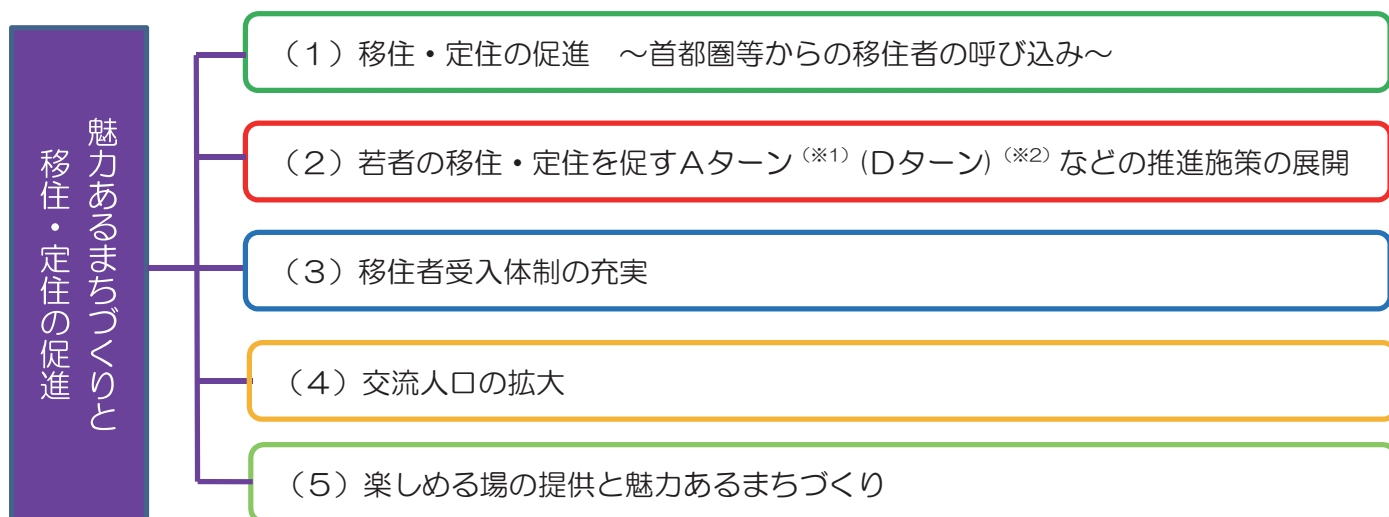 魅力あるまちづくりと
移住・定住の促進
（１）移住・定住の促進　～首都圏等からの移住者の呼び込み～
（２）若者の移住・定住を促すＡターン（※1）(Ｄターン)（※2）などの推進施策の展開
（３）移住者受入体制の充実
（４）交流人口の拡大
（５）楽しめる場の提供と魅力あるまちづくり